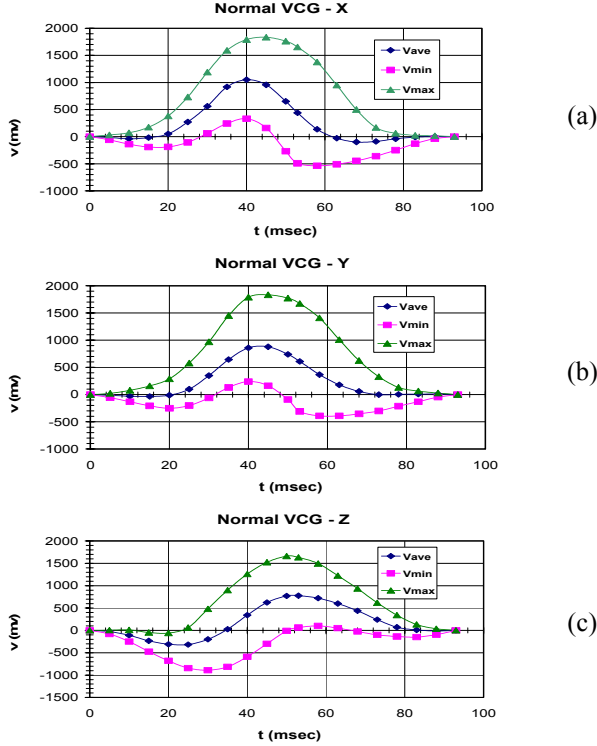 Normal VCG - X
2000
1500
1000
500
0
-500
-1000
v (mv)
Vave
Vmin
Vmax
0 20 40 60 80 100
t (msec)
(a)
Normal VCG - Y
2000
1500
1000
500
0
-500
-1000
v (mv)
Vave
Vmin
Vmax
0 20 40 60 80 100
t (msec)
(b)
Normal VCG - Z
2000
1500
1000
500
0
-500
-1000
-1500
v (mv)
Vave
Vmin
Vmax
0 20 40 60 80 100
t (msec)
(c)